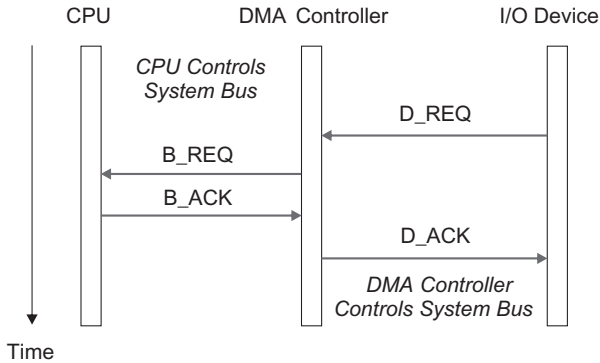 CPU
DMA Controller
I/O Device
CPU Controls
System Bus
D_REQ
B_REQ
B_ACK
D_ACK
DMA Controller
Controls System Bus
Time